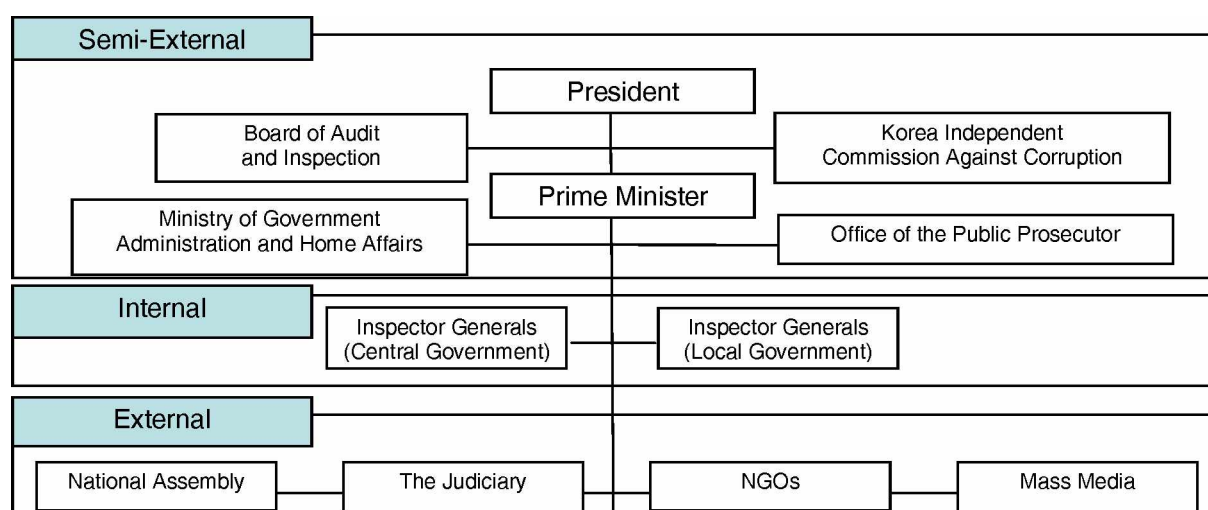 Semi-External
President
Board of Audit
and Inspection
Korea Independent
Commission Against Corruption
Prime Minister
Ministry of Government
Administration and Home Affairs
Office of the Public Prosecutor
Internal
Inspector Generals
(Central Government)
Inspector Generals
(Local Government)
External
National Assembly
The Judiciary
NGOs
Mass Media